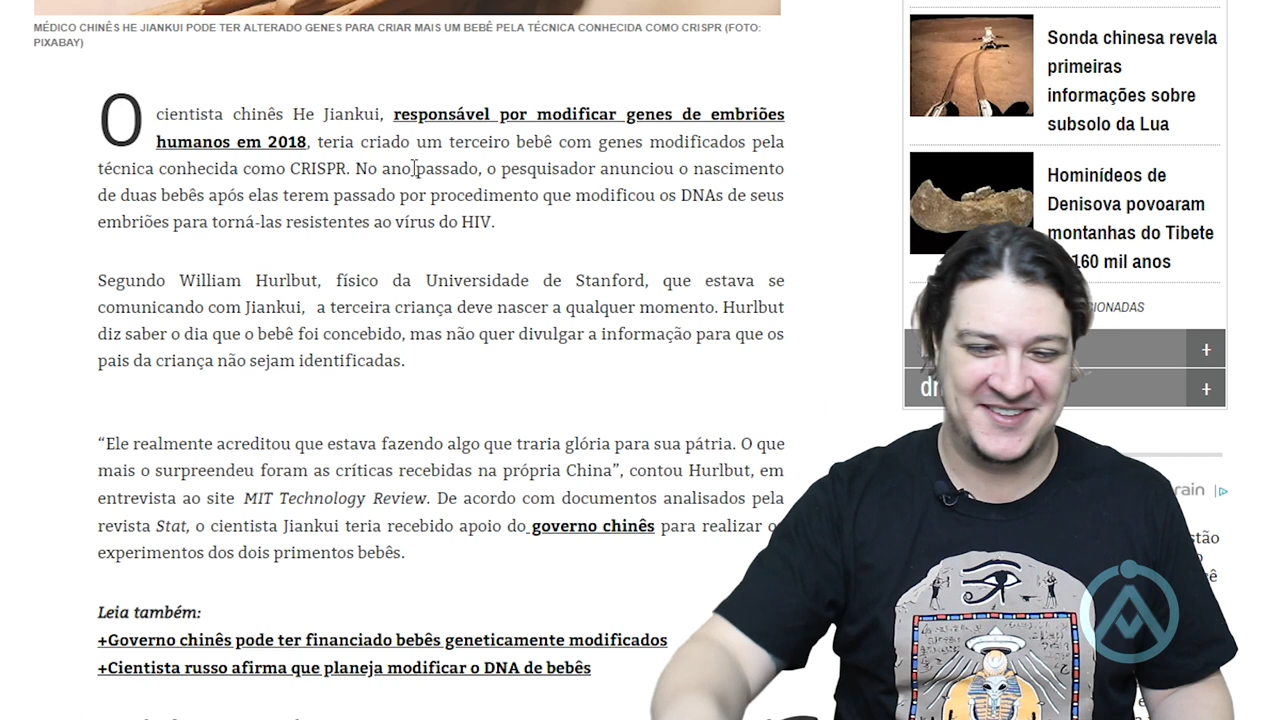 MÉDICO CHINÊS HE JIANKUI PODE TER ALTERADO GENES PARA CRIAR MAIS UM BEBÊ PELA TÉCNICA CONHECIDA COMO CRISPR (FOTO:
PIXABAY)
O cientista chinês He Jiankui, responsável por modificar genes de embriões
humanos em 2018, teria criado um terceiro bebê com genes modificados pela
técnica conhecida como CRISPR. No ano passado, o pesquisador anunciou o nascimento
de duas bebês após elas terem passado por procedimento que modificou os DNAs de seus
embriões para torná-las resistentes ao vírus do HIV.
Segundo William Hurlbut, físico da Universidade de Stanford, que estava se
comunicando com Jiankui, a terceira criança deve nascer a qualquer momento. Hurlbut
diz saber o dia que o bebê foi concebido, mas não quer divulgar a informação para que os
pais da criança não sejam identificadas.
“Ele realmente acreditou que estava fazendo algo que traria glória para sua pátria. O que
mais o surpreendeu foram as críticas recebidas na própria China”, contou Hurlbut, em
entrevista ao site MIT Technology Review. De acordo com documentos analisados pela
revista Stat, o cientista Jiankui teria recebido apoio do governo chinês para realizar
experimentos dos dois primentos bebês.
Leia também:
+Governo chinês pode ter financiado bebês geneticamente modificados
+Cientista russo afirma que planeja modificar o DNA de bebês
Sonda chinesa revela
primeiras
informações sobre
subsolo da Lua
Hominídeos de
Denisova povoaram
montanhas do Tibete
160 mil anos
+
+